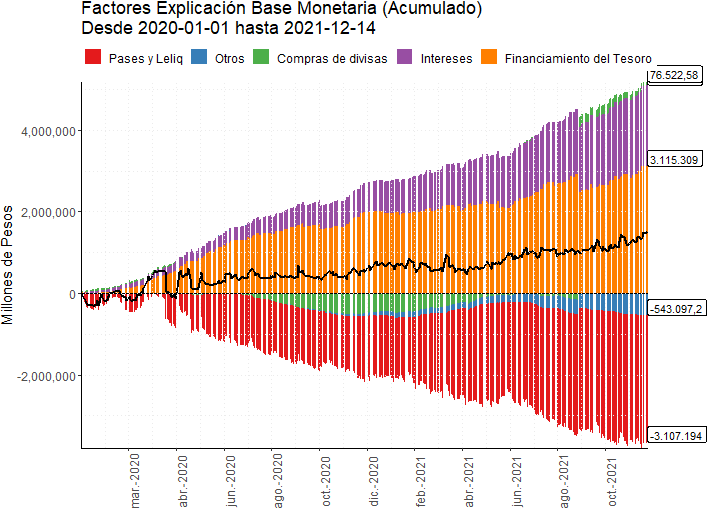 Factores Explicación Base Monetaria (Acumulado)
Desde 2020-01-01 hasta 2021-12-14
Pases y Leliq Otros Compras de divisas Intereses Financiamiento del Tesoro
76.522,58
4,000,000
3.115.309
2,000,000
0
-543.097,2
-2,000,000
-3.107.194
Millones de Pesos
mar.-2020 abr.-2020 jun.-2020 ago.-2020 oct.-2020 dic.-2020 feb.-2021 abr.-2021 jun.-2021 ago.-2021 oct.-2021